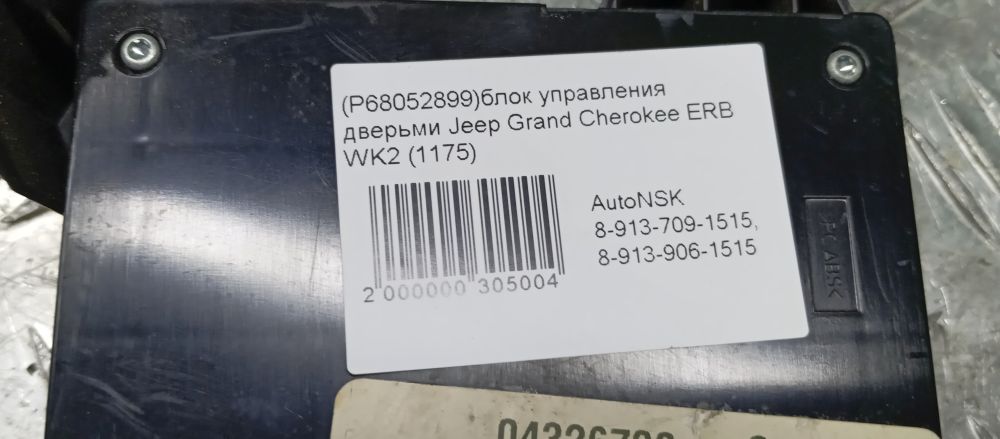 (P68052899)блок управления
дверьми Jeep Grand Cherokee ERB
WK2 (1175)
AutoNSK
8-913-709-1515,
8-913-906-1515
2 000000 305004